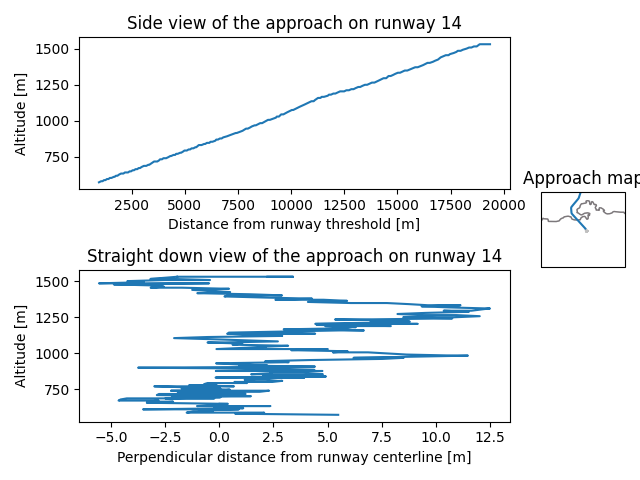 Side view of the approach on runway 14
1500
1250
1000
750
Altitude [m]
2500 5000 7500 10000 12500 15000 17500 20000
Distance from runway threshold [m]
Approach map
Straight down view of the approach on runway 14
1500
1250
1000
750
Altitude [m]
−5.0 −2.5 0.0 2.5 5.0 7.5 10.0 12.5
Perpendicular distance from runway centerline [m]